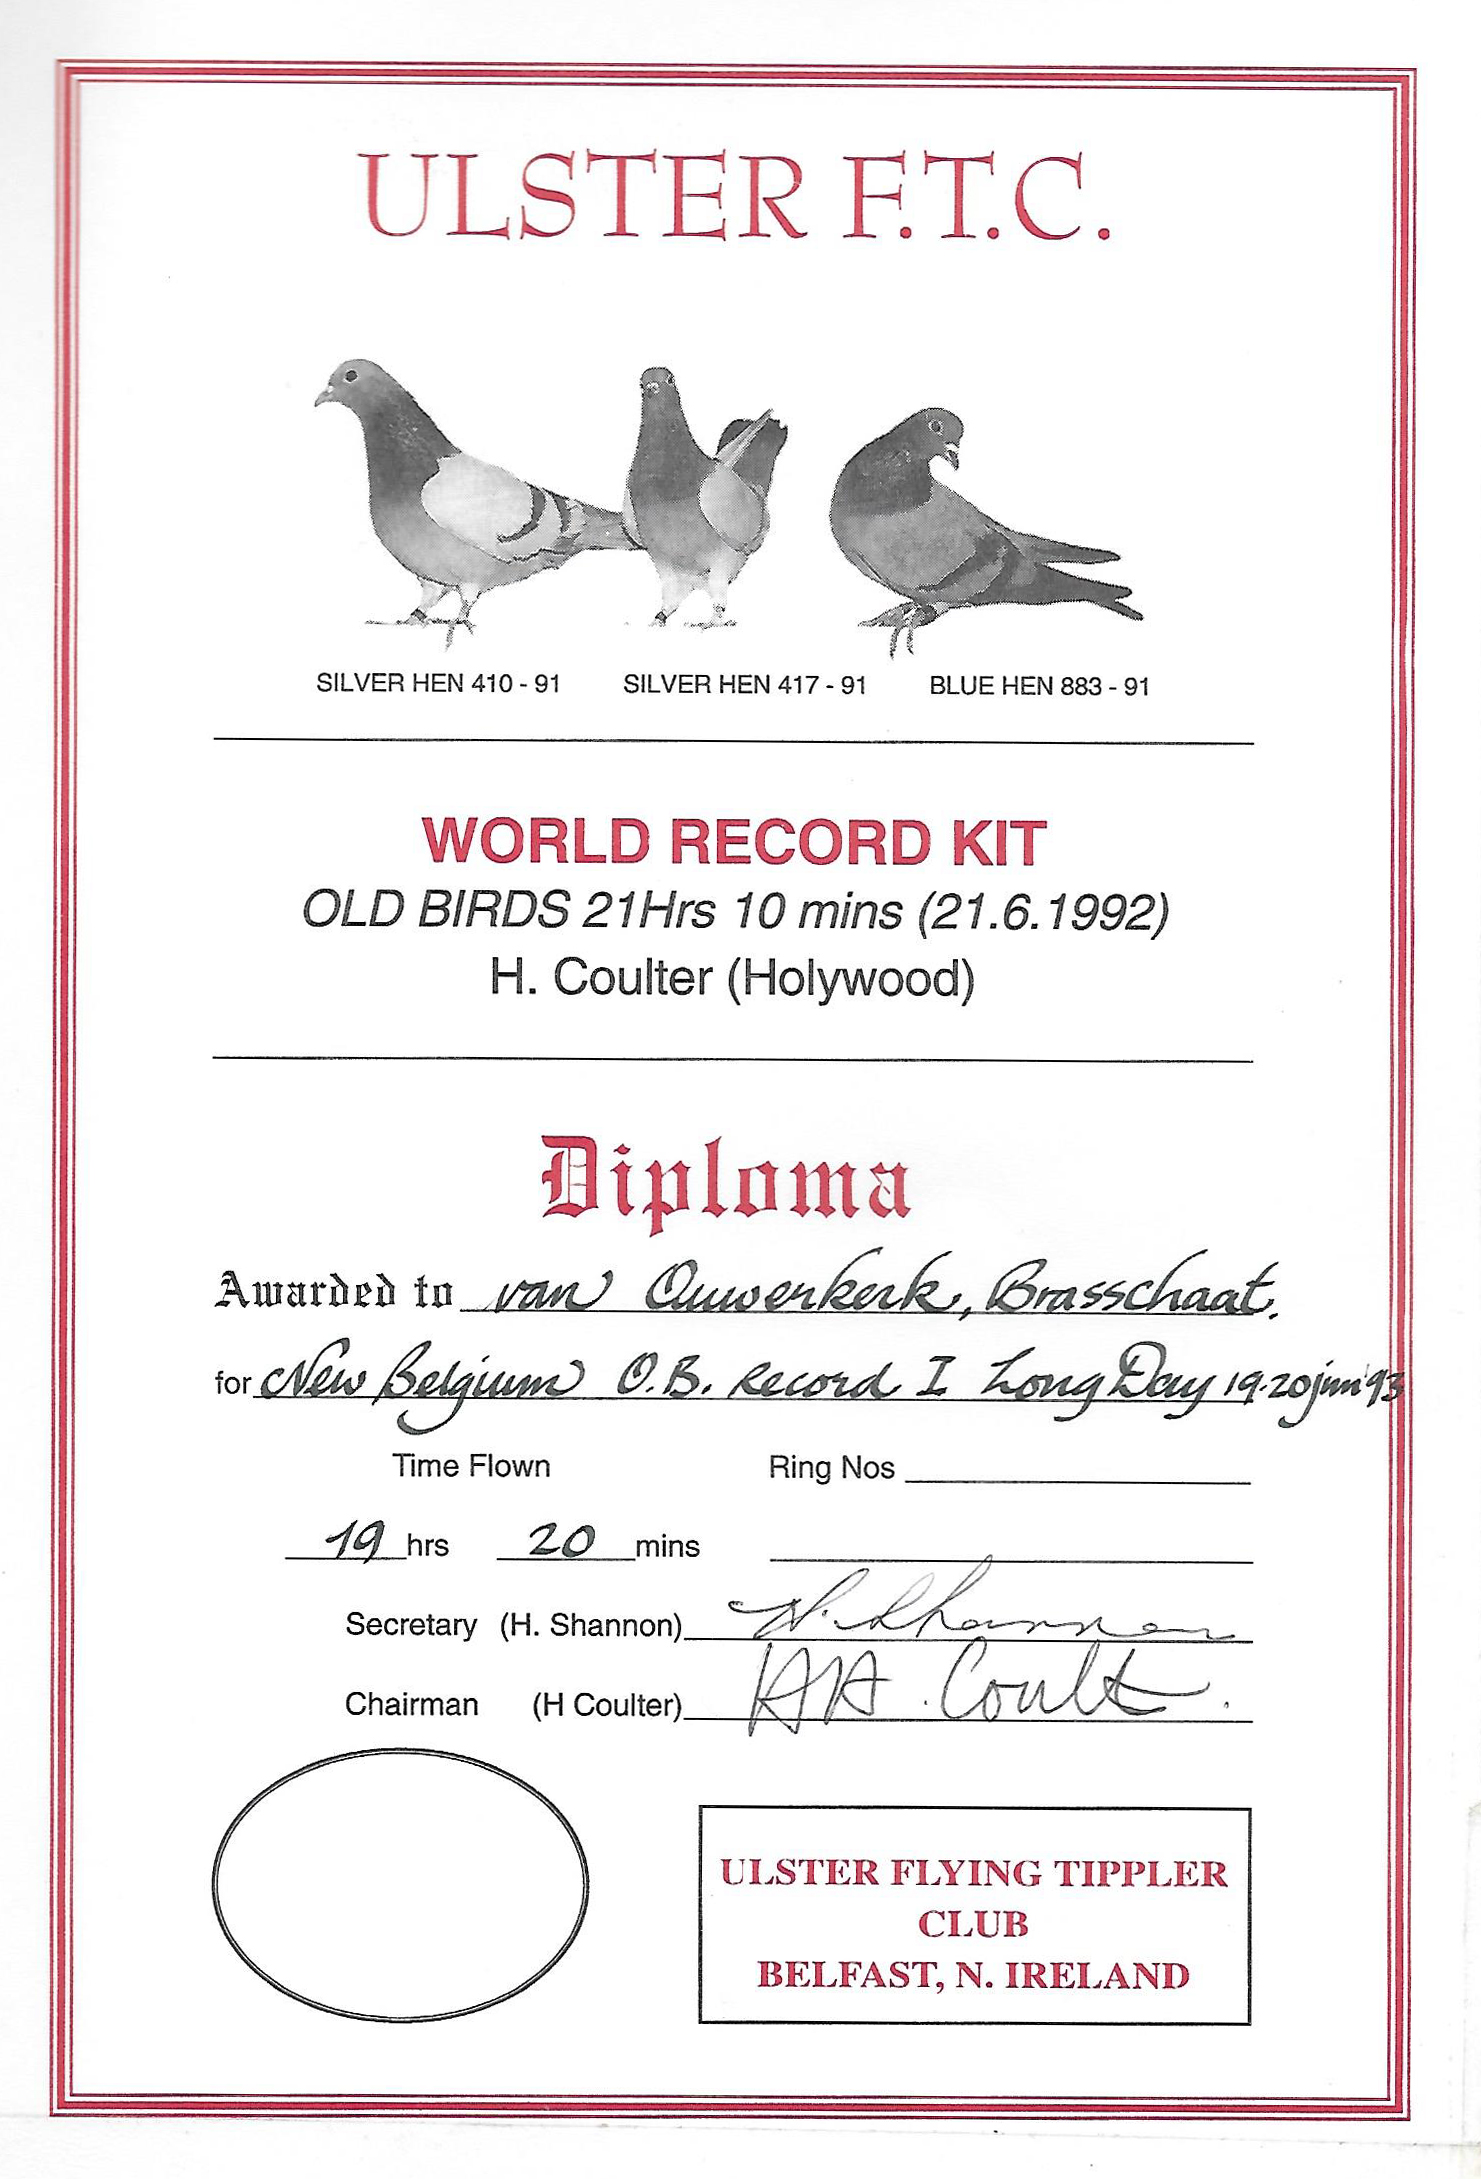 ULSTER F.T.C.
SILVER HEN 410 - 91 SILVER HEN 417 - 91 BLUE HEN 883 - 91
WORLD RECORD KIT
OLD BIRDS 21Hrs 10 mins (21.6.1992)
H. Coulter (Holywood)
Diploma
Awarded to van Ouwerkerk, Brasschaat.
for New Belgium O.B. Record I Long Day 19-20 jun '93
Time Flown Ring Nos
19 hrs 20 mins
Secretary (H. Shannon) H. Shannon
Chairman (H Coulter) HA. Coulter.
ULSTER FLYING TIPPLER
CLUB
BELFAST, N. IRELAND